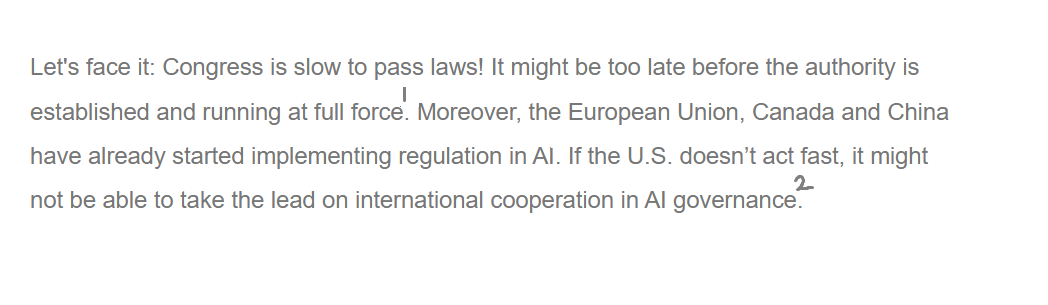 Let's face it: Congress is slow to pass laws! It might be too late before the authority is
established and running at full force.¹ Moreover, the European Union, Canada and China
have already started implementing regulation in AI. If the U.S. doesn’t act fast, it might
not be able to take the lead on international cooperation in AI governance.²